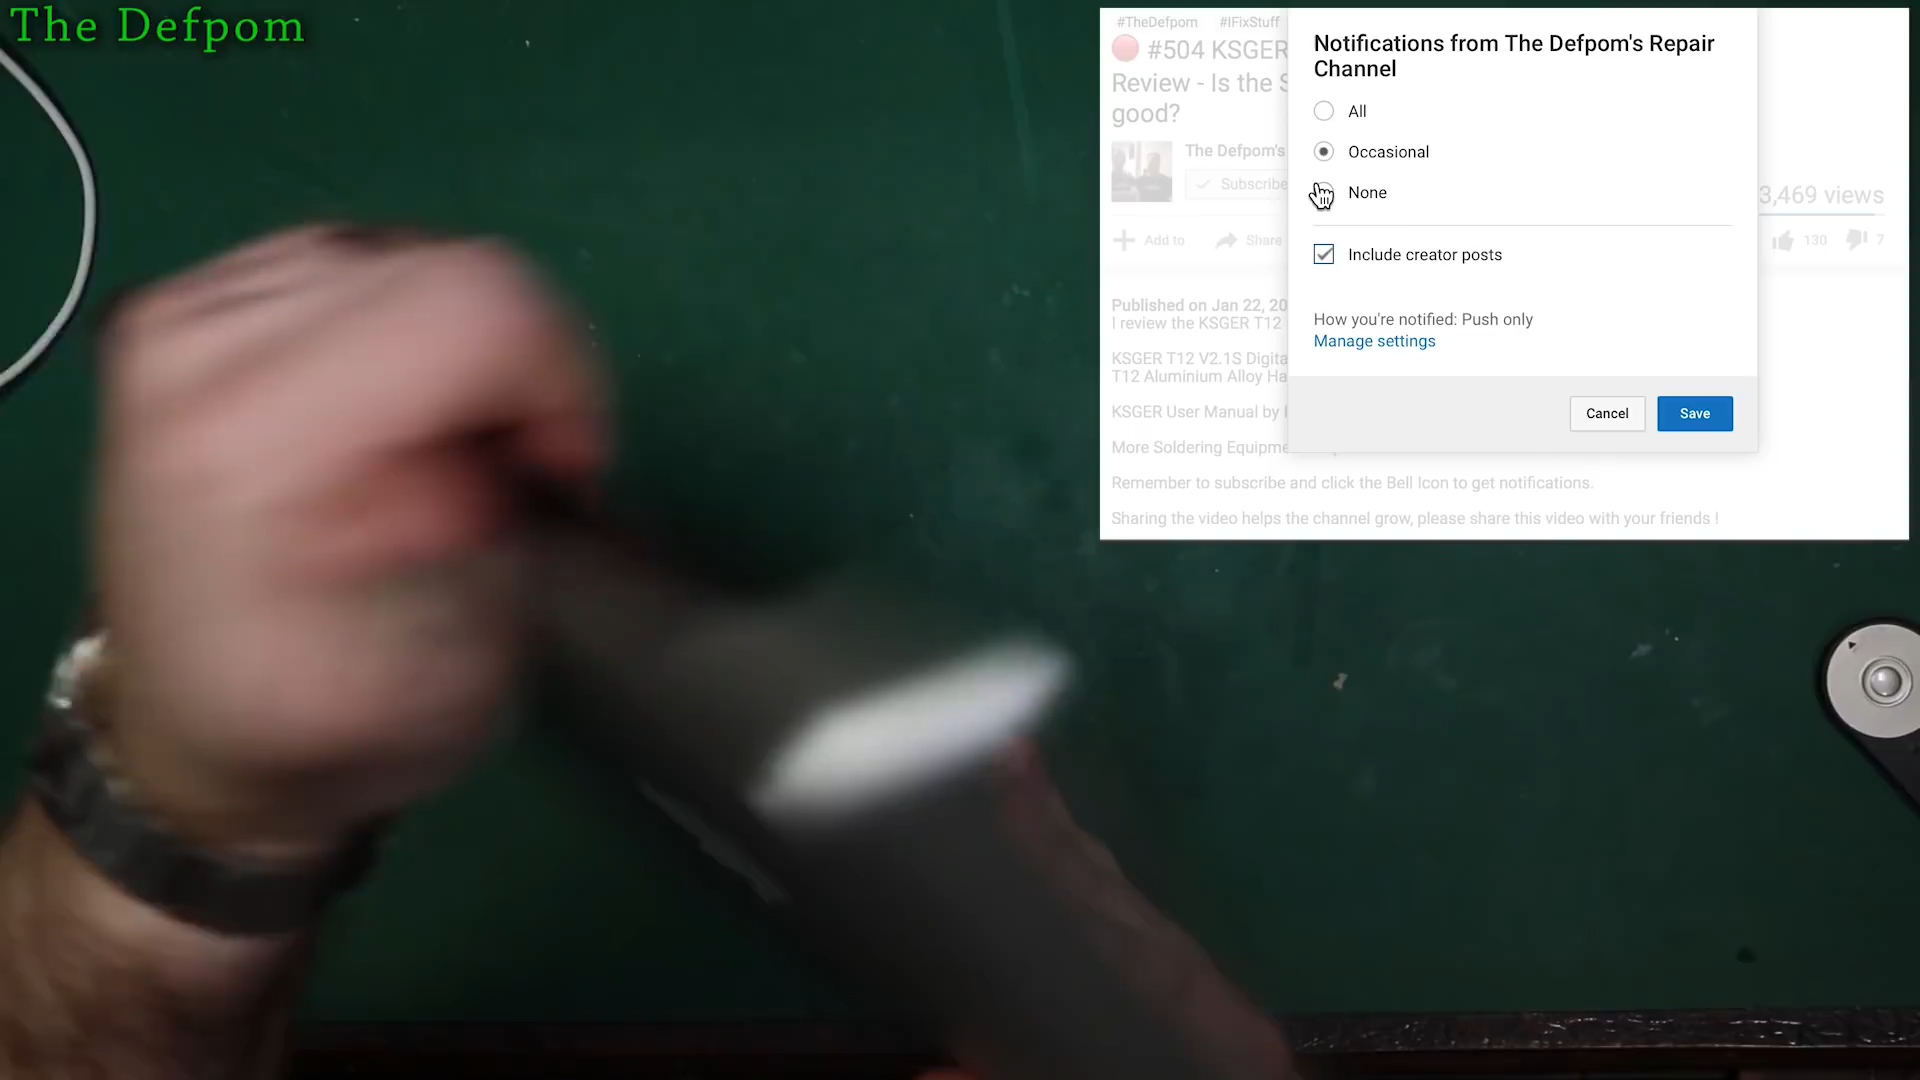 The Defpom
#TheDefpom #IFixStuff
#504 KSGER
Review - Is the S
good?
The Defpom's
Subscribe
3,469 views
Add to Share
130 7
Published on Jan 22, 20
I review the KSGER T12
KSGER T12 V2.1S Digita
T12 Aluminium Alloy Ha
KSGER User Manual by
More Soldering Equipme
Remember to subscribe and click the Bell Icon to get notifications.
Sharing the video helps the channel grow, please share this video with your friends !
Notifications from The Defpom's Repair
Channel
All
Occasional
None
Include creator posts
How you're notified: Push only
Manage settings
Cancel Save